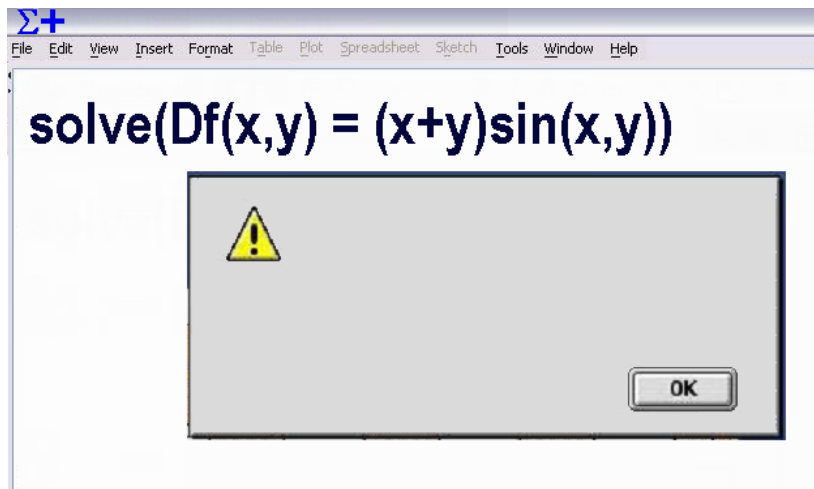 Σ+
File Edit View Insert Format Table Plot Spreadsheet Sketch Tools Window Help
solve(Df(x,y) = (x+y)sin(x,y))
OK